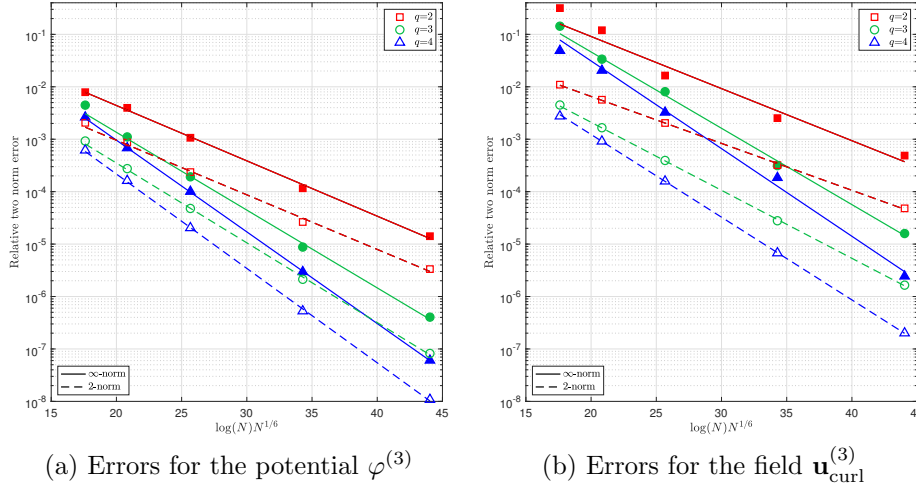 q=2
q=3
q=4
10^{-1}
10^{-2}
10^{-3}
10^{-4}
10^{-5}
10^{-6}
10^{-7}
10^{-8}
Relative two norm error
∞-norm
2-norm
15 20 25 30 35 40 45
log(N)N^{1/6}
(a) Errors for the potential φ^{(3)}
q=2
q=3
q=4
10^{-1}
10^{-2}
10^{-3}
10^{-4}
10^{-5}
10^{-6}
10^{-7}
10^{-8}
Relative two norm error
∞-norm
2-norm
15 20 25 30 35 40
log(N)N^{1/6}
(b) Errors for the field u_{curl}^{(3)}